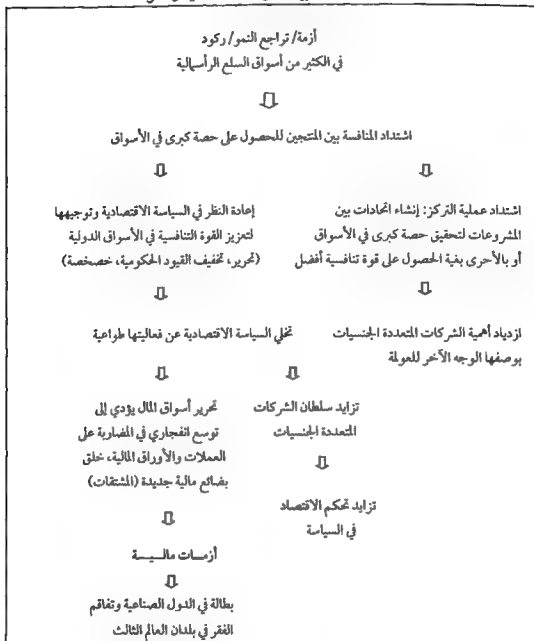 أزمة/ تراجع النمو/ ركود
في الكثير من أسواق السلع الرأسمالية
اشتداد المنافسة بين المنتجين للحصول على حصة كبرى في الأسواق
اشتداد عملية التركز: إنشاء اتحادات بين
المشروعات لتحقيق حصة كبرى في الأسواق
أو بالأحرى بغية الحصول على قوة تنافسية أفضل
إعادة النظر في السياسة الاقتصادية وتوجيهها
لتعزيز القوة التنافسية في الأسواق الدولية
(تحرير، تخفيف القيود الحكومية، خصخصة)
ازدياد أهمية الشركات المتعددة الجنسيات
بوصفها الوجه الآخر للعولمة
تخلي السياسة الاقتصادية عن فعاليتها طواعية
تزايد سلطان الشركات
المتعددة الجنسيات
تحرير أسواق المال يؤدي إلى
توسع انفجاري في المضاربة على
العملات والأوراق المالية، خلق
بضائع مالية جديدة (المشتقات)
تزايد تحكم الاقتصاد
في السياسة
أزمـــات مالـــيـــة
بطالة في الدول الصناعية وتفاقم
الفقر في بلدان العالم الثالث